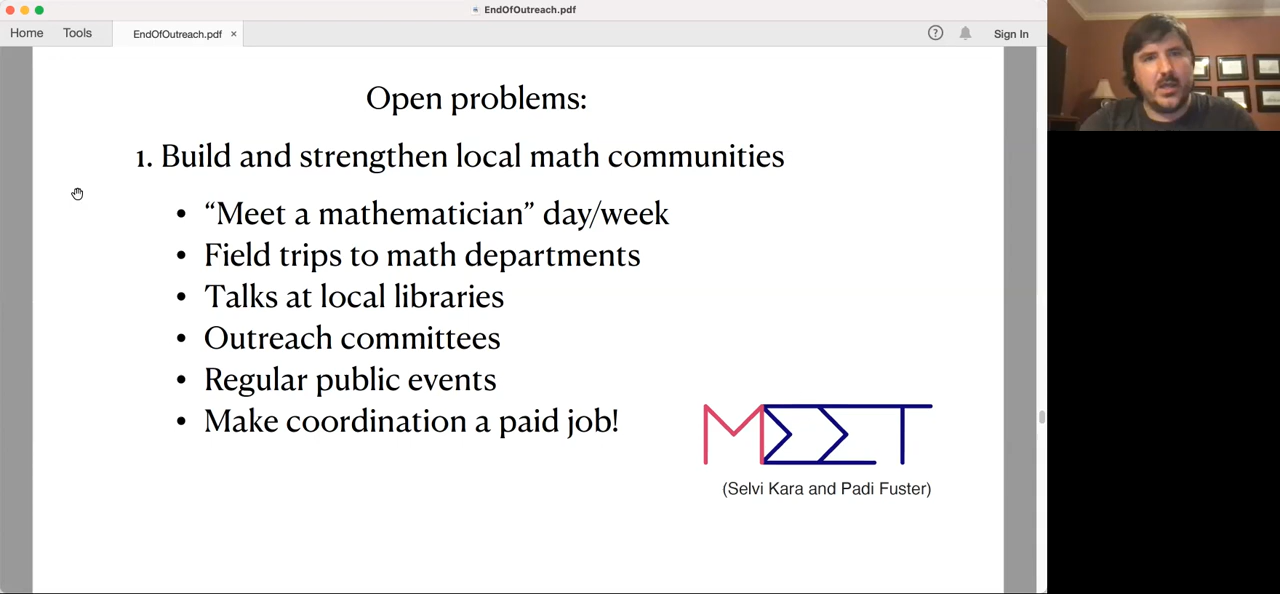 EndOfOutreach.pdf
Home Tools EndOfOutreach.pdf × ? Sign In
Open problems:
1. Build and strengthen local math communities
• “Meet a mathematician” day/week
• Field trips to math departments
• Talks at local libraries
• Outreach committees
• Regular public events
• Make coordination a paid job!
MEET
(Selvi Kara and Padi Fuster)